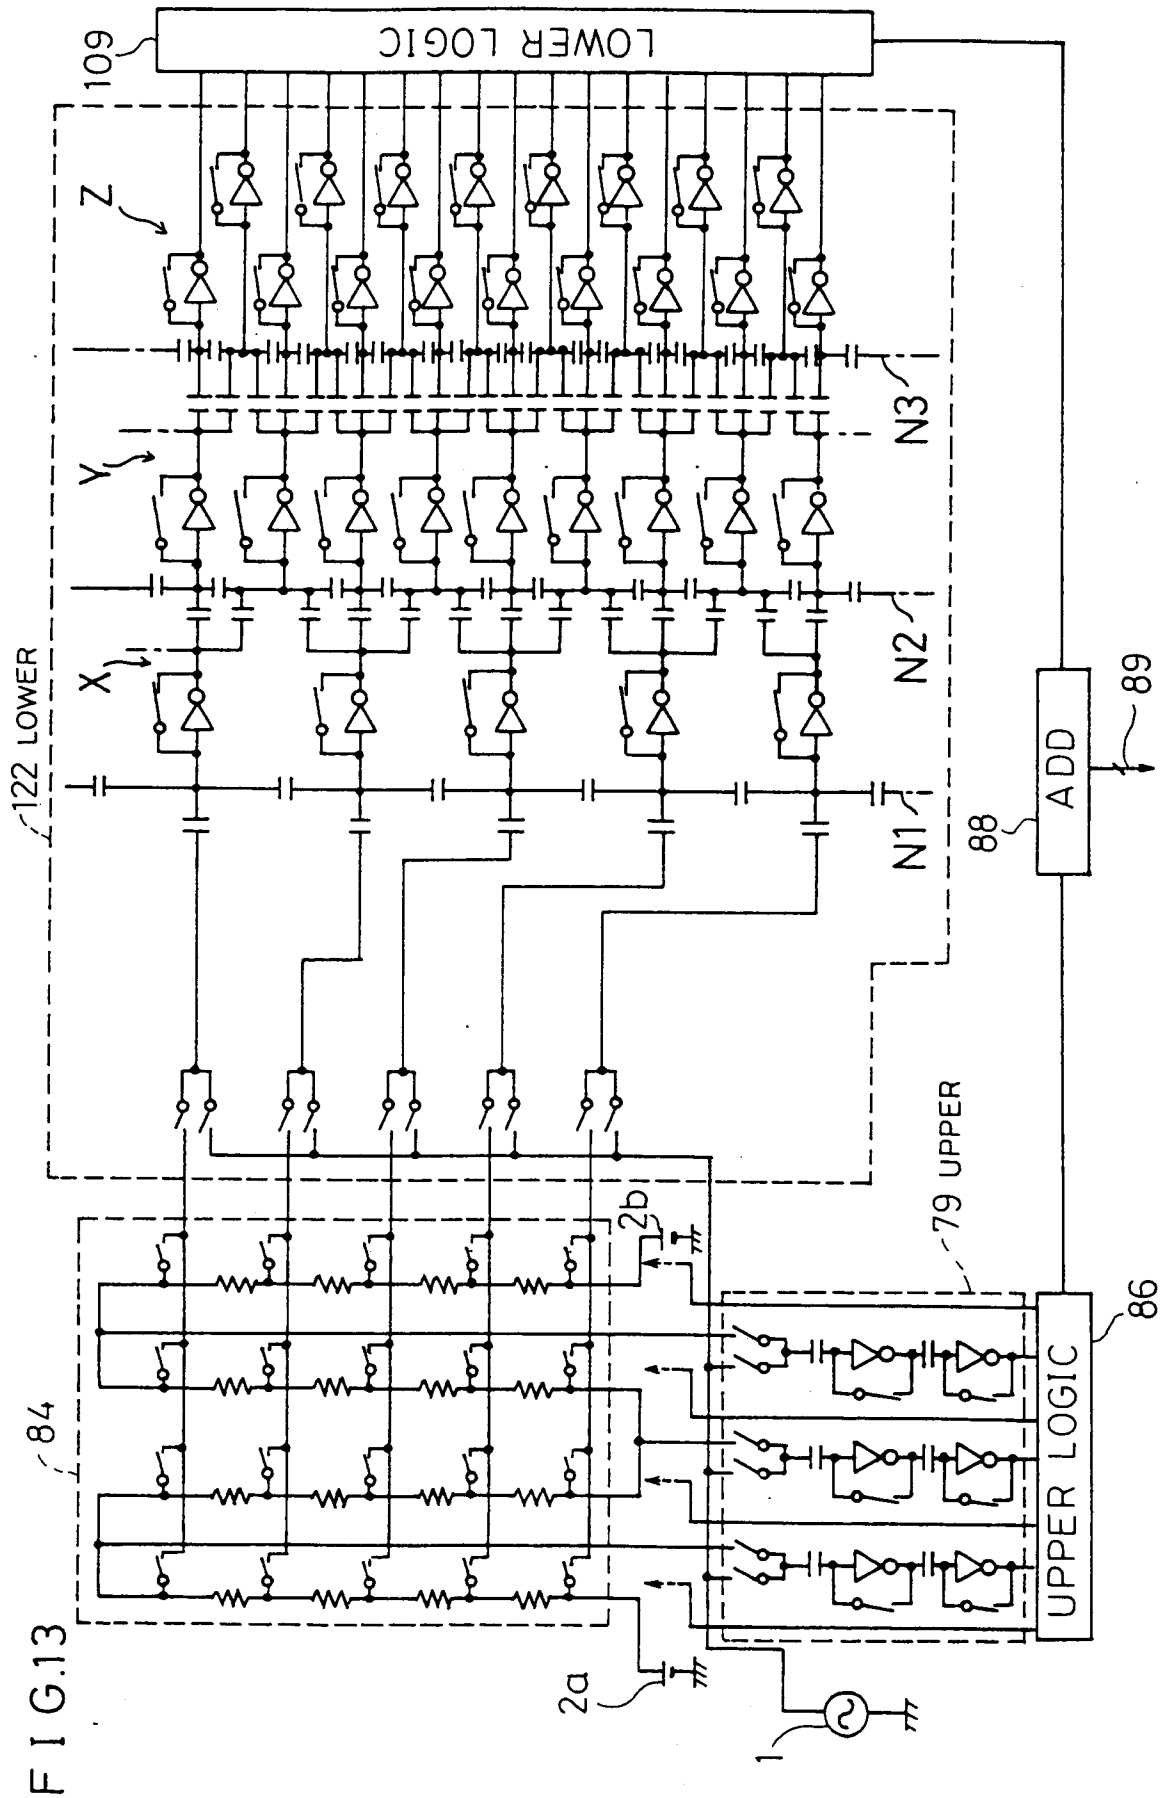 FIG.13
84
2a
1
2b
79 UPPER
UPPER LOGIC
86
122 LOWER
X
Y
Z
N1
N2
N3
109
LOWER LOGIC
88
ADD
89